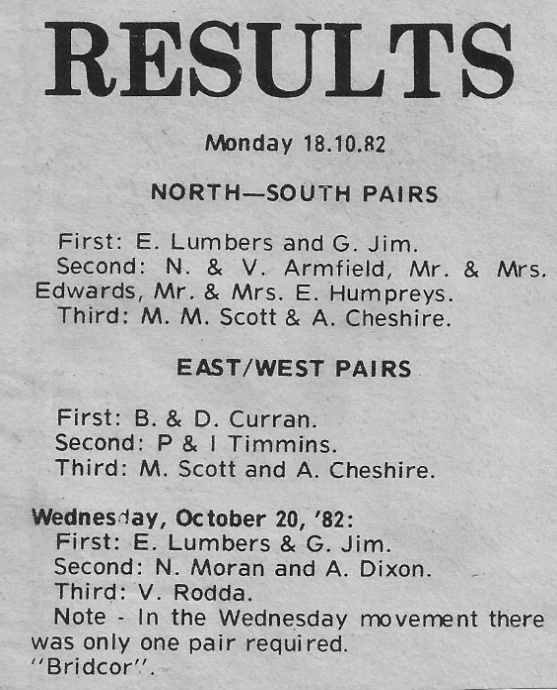 RESULTS
Monday 18.10.82
NORTH—SOUTH PAIRS
First: E. Lumbers and G. Jim.
Second: N. & V. Armfield, Mr. & Mrs.
Edwards, Mr. & Mrs. E. Humpreys.
Third: M. M. Scott & A. Cheshire.
EAST/WEST PAIRS
First: B. & D. Curran.
Second: P & I Timmins.
Third: M. Scott and A. Cheshire.
Wednesday, October 20, '82:
First: E. Lumbers & G. Jim.
Second: N. Moran and A. Dixon.
Third: V. Rodda.
Note - In the Wednesday movement there
was only one pair required.
"Bridcor".